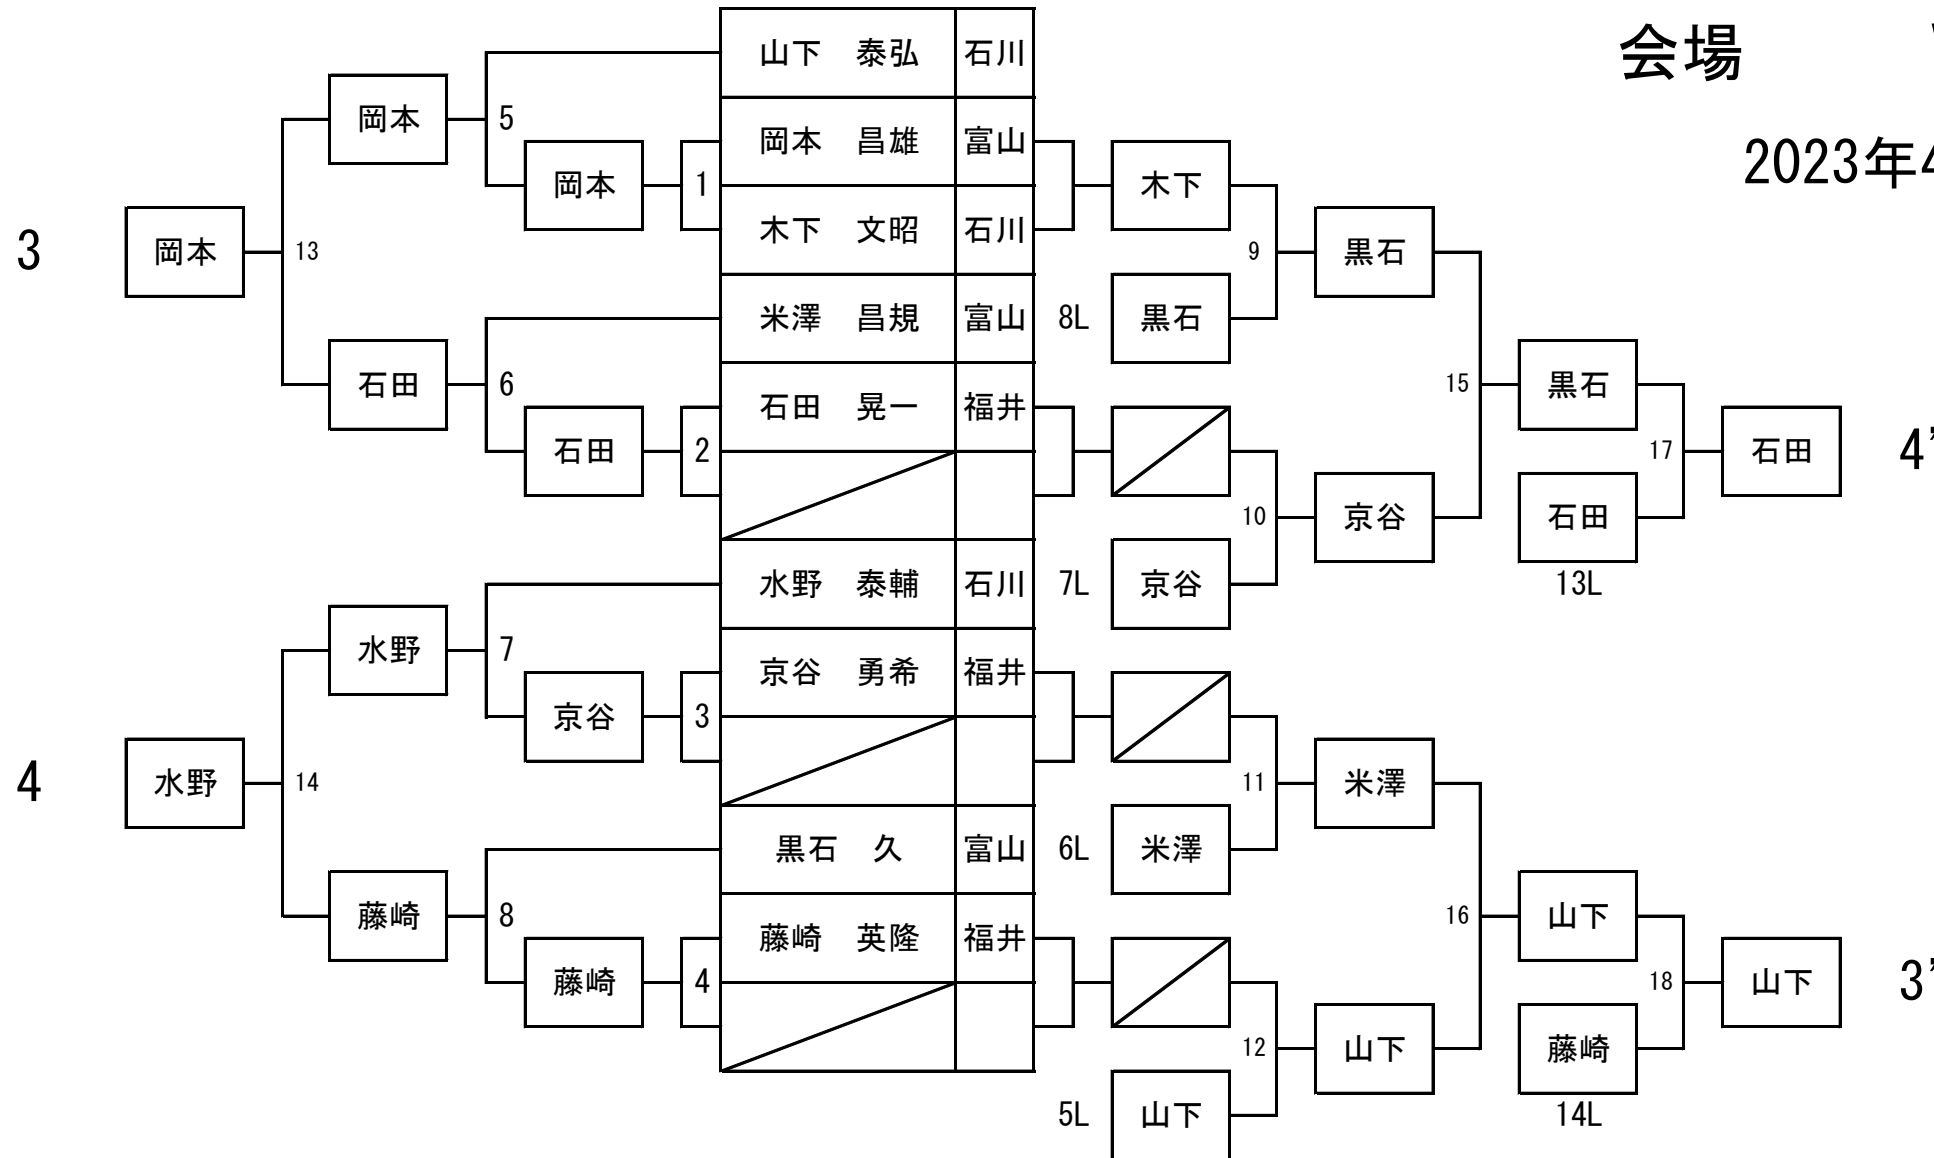 山下　泰弘 石川
会場
岡本 5
岡本　昌雄 富山
岡本 1 木下
2023年4
木下　文昭 石川
3 岡本 13 9 黒石
米澤　昌規 富山 8L 黒石
石田 6 15 黒石
石田　晃一 福井
石田 2 17 石田 4'
10 京谷 石田
水野　泰輔 石川 7L 京谷 13L
水野 7
京谷　勇希 福井
京谷 3
4 水野 14 11 米澤
黒石　久 富山 6L 米澤
藤崎 8 16 山下
藤崎　英隆 福井
藤崎 4 18 山下 3'
12 山下 藤崎
5L 山下 14L